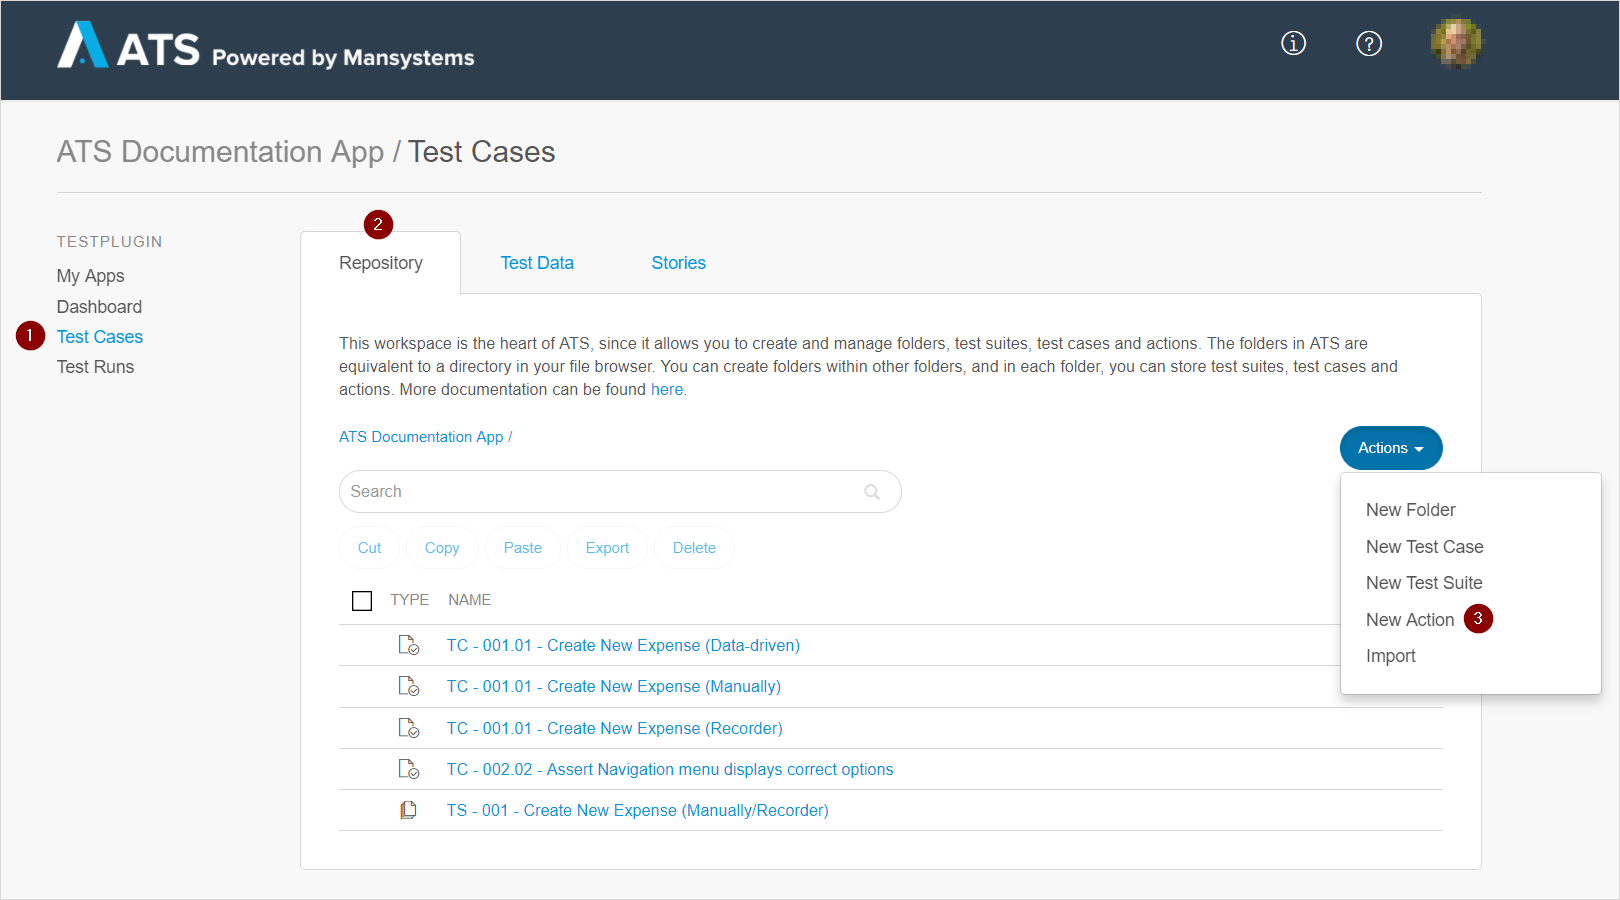 ATS Powered by Mansystems
ATS Documentation App / Test Cases
TESTPLUGIN
My Apps
Dashboard
1 Test Cases
Test Runs
2
Repository Test Data Stories
This workspace is the heart of ATS, since it allows you to create and manage folders, test suites, test cases and actions. The folders in ATS are
equivalent to a directory in your file browser. You can create folders within other folders, and in each folder, you can store test suites, test cases and
actions. More documentation can be found here.
ATS Documentation App /
Actions
New Folder
New Test Case
New Test Suite
New Action 3
Import
Search
Cut Copy Paste Export Delete
TYPE NAME
TC - 001.01 - Create New Expense (Data-driven)
TC - 001.01 - Create New Expense (Manually)
TC - 001.01 - Create New Expense (Recorder)
TC - 002.02 - Assert Navigation menu displays correct options
TS - 001 - Create New Expense (Manually/Recorder)